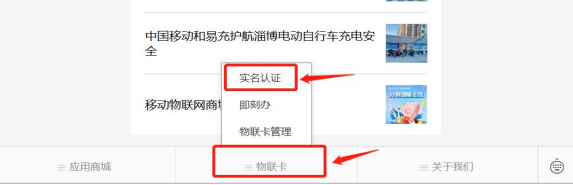 中国移动和易充护航淄博电动自行车充电安
全
实名认证
移动物联网商城
即刻办
物联卡管理
应用商城
物联卡
关于我们